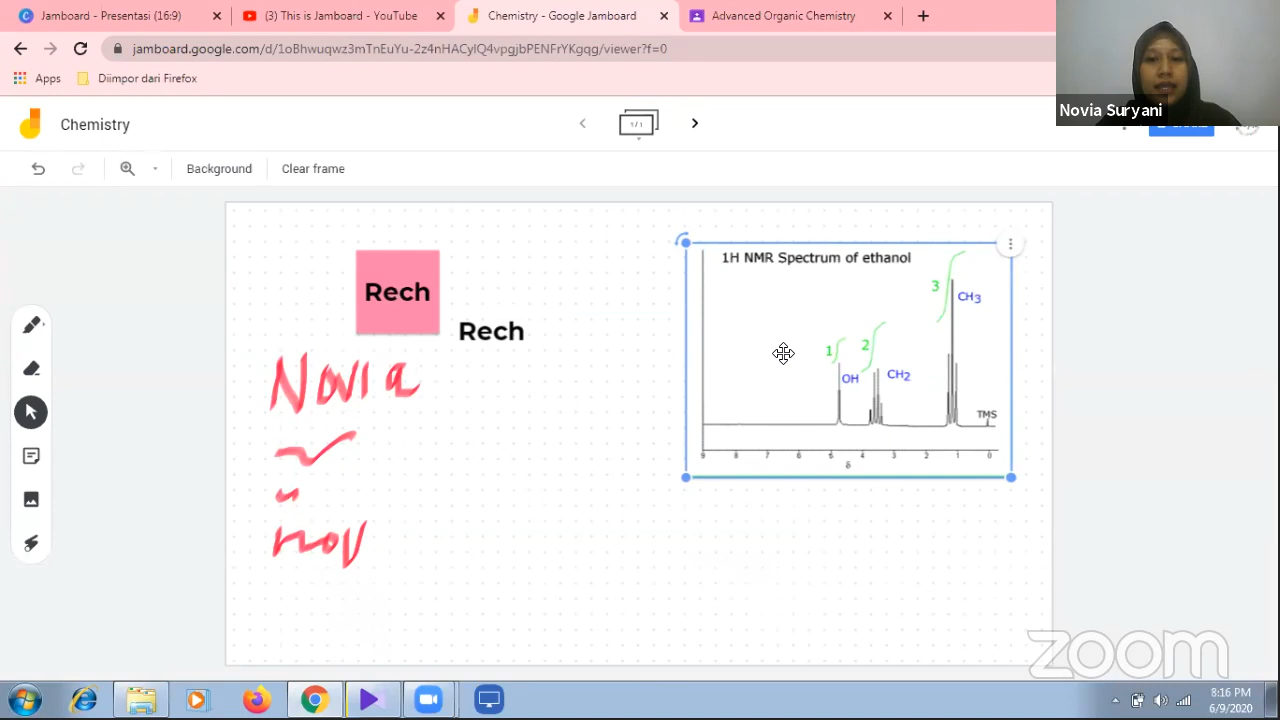 Jamboard - Presentasi (16:9)
(3) This is Jamboard - YouTube
Chemistry - Google Jamboard
Advanced Organic Chemistry
jamboard.google.com/d/1oBhwuqwz3mTnEuYu-2z4nHACylQ4vpgjbPENFrYKgqg/viewer?f=0
Apps
Diimpor dari Firefox
Novia Suryani
Chemistry
1/1
Background
Clear frame
Rech
Rech
Novia
nov
1H NMR Spectrum of ethanol
3
CH3
1
2
OH
CH2
TMS
9 8 7 6 5 4 3 2 1 0
δ
zoom
8:16 PM
6/9/2020